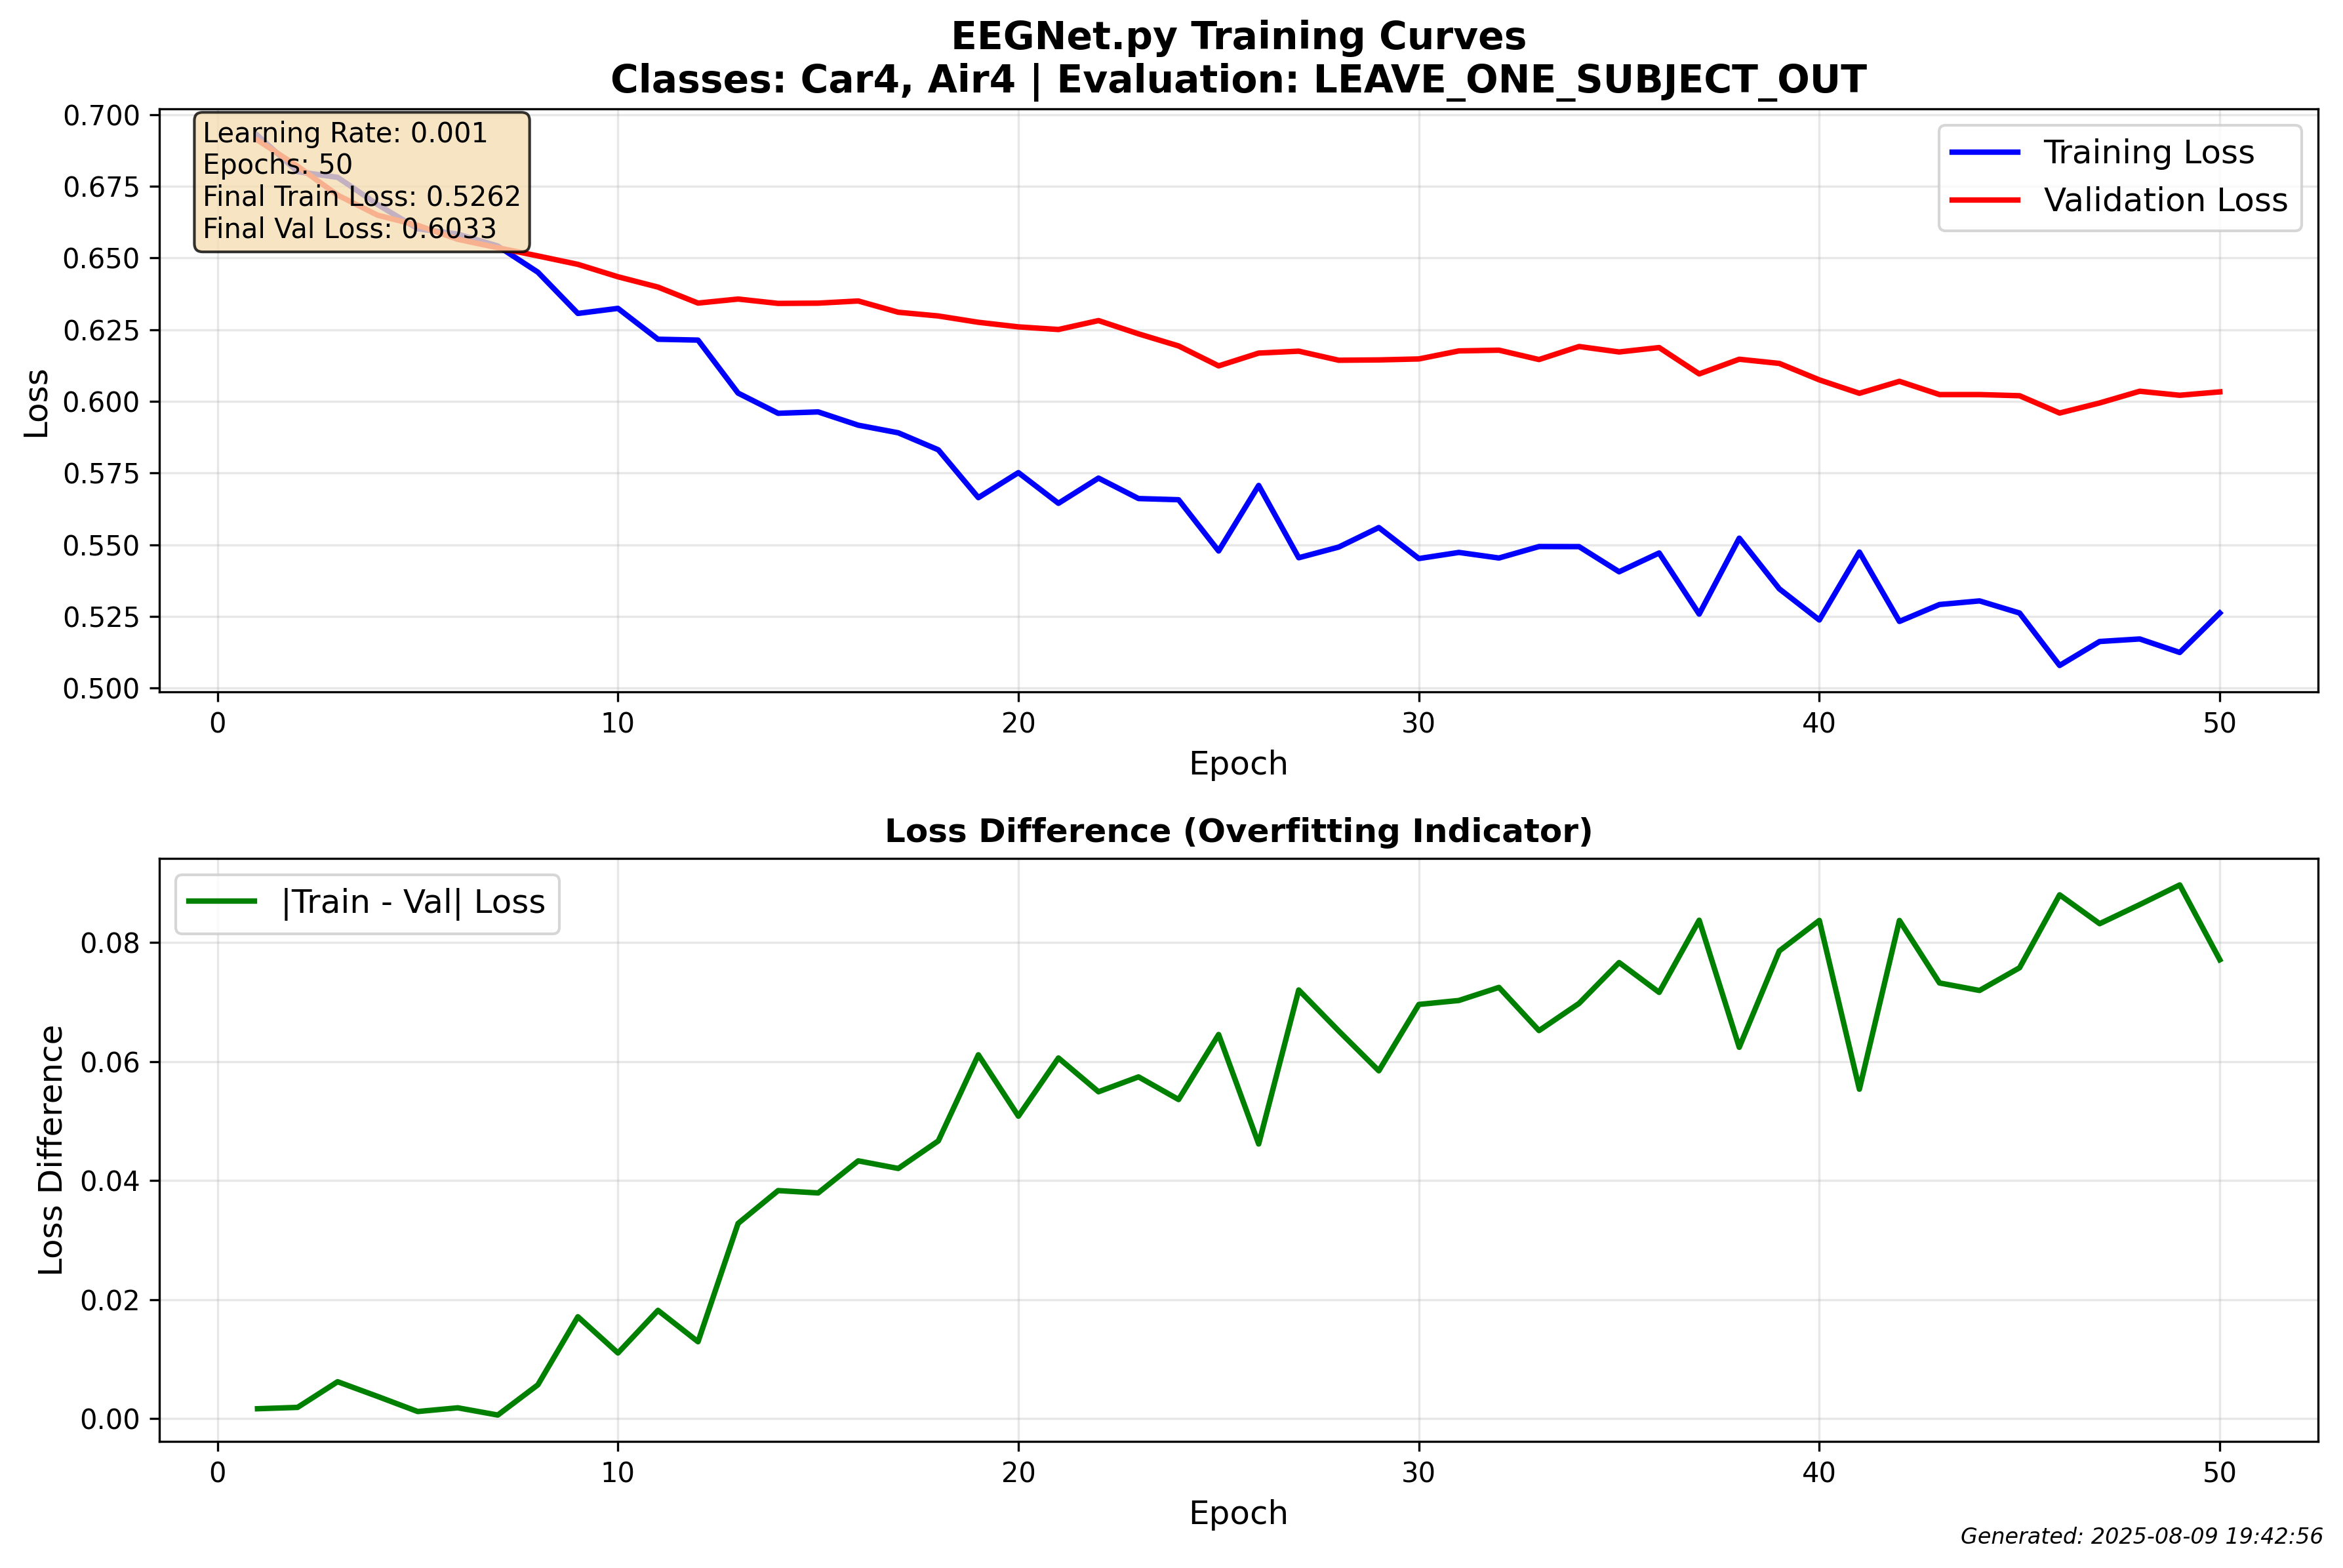 EEGNet.py Training Curves
Classes: Car4, Air4 | Evaluation: LEAVE_ONE_SUBJECT_OUT
Learning Rate: 0.001
Epochs: 50
Final Train Loss: 0.5262
Final Val Loss: 0.6033
Training Loss
Validation Loss
0.700
0.675
0.650
0.625
0.600
0.575
0.550
0.525
0.500
Loss
0 10 20 30 40 50
Epoch
Loss Difference (Overfitting Indicator)
|Train - Val| Loss
0.08
0.06
0.04
0.02
0.00
Loss Difference
0 10 20 30 40 50
Epoch
Generated: 2025-08-09 19:42:56